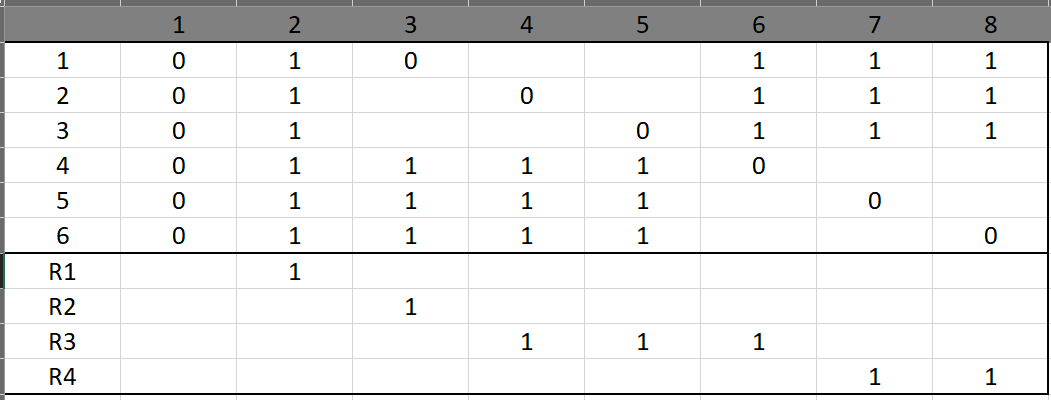 1 2 3 4 5 6 7 8
1 0 1 0 1 1 1
2 0 1 0 1 1 1
3 0 1 0 1 1 1
4 0 1 1 1 1 0
5 0 1 1 1 1 0
6 0 1 1 1 1 0
R1 1
R2 1
R3 1 1 1
R4 1 1